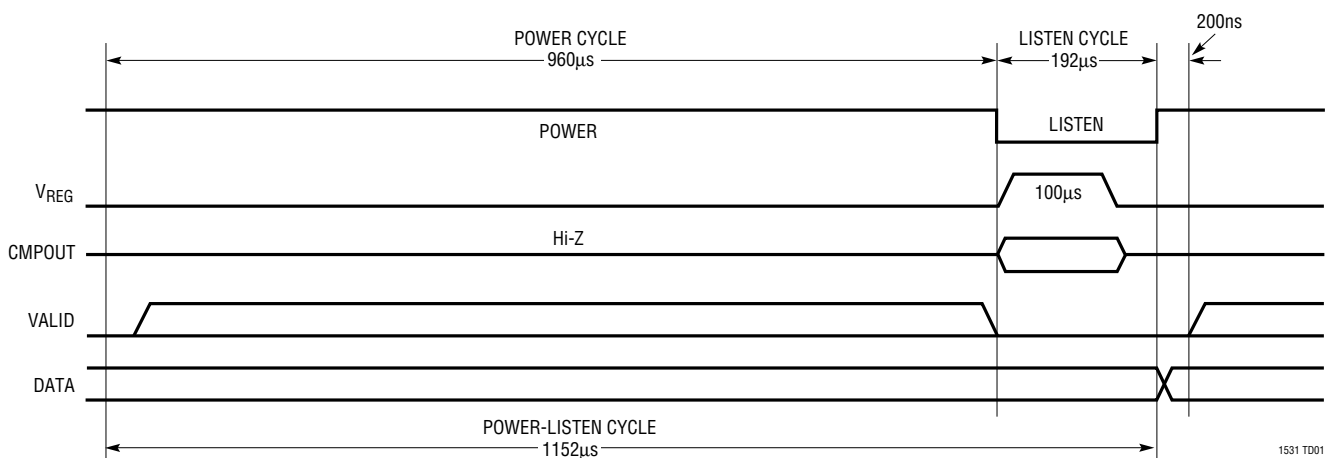 200ns
POWER CYCLE
960µs
LISTEN CYCLE
192µs
POWER
LISTEN
VREG
100µs
CMPOUT
Hi-Z
VALID
DATA
POWER-LISTEN CYCLE
1152µs
1531 TD01